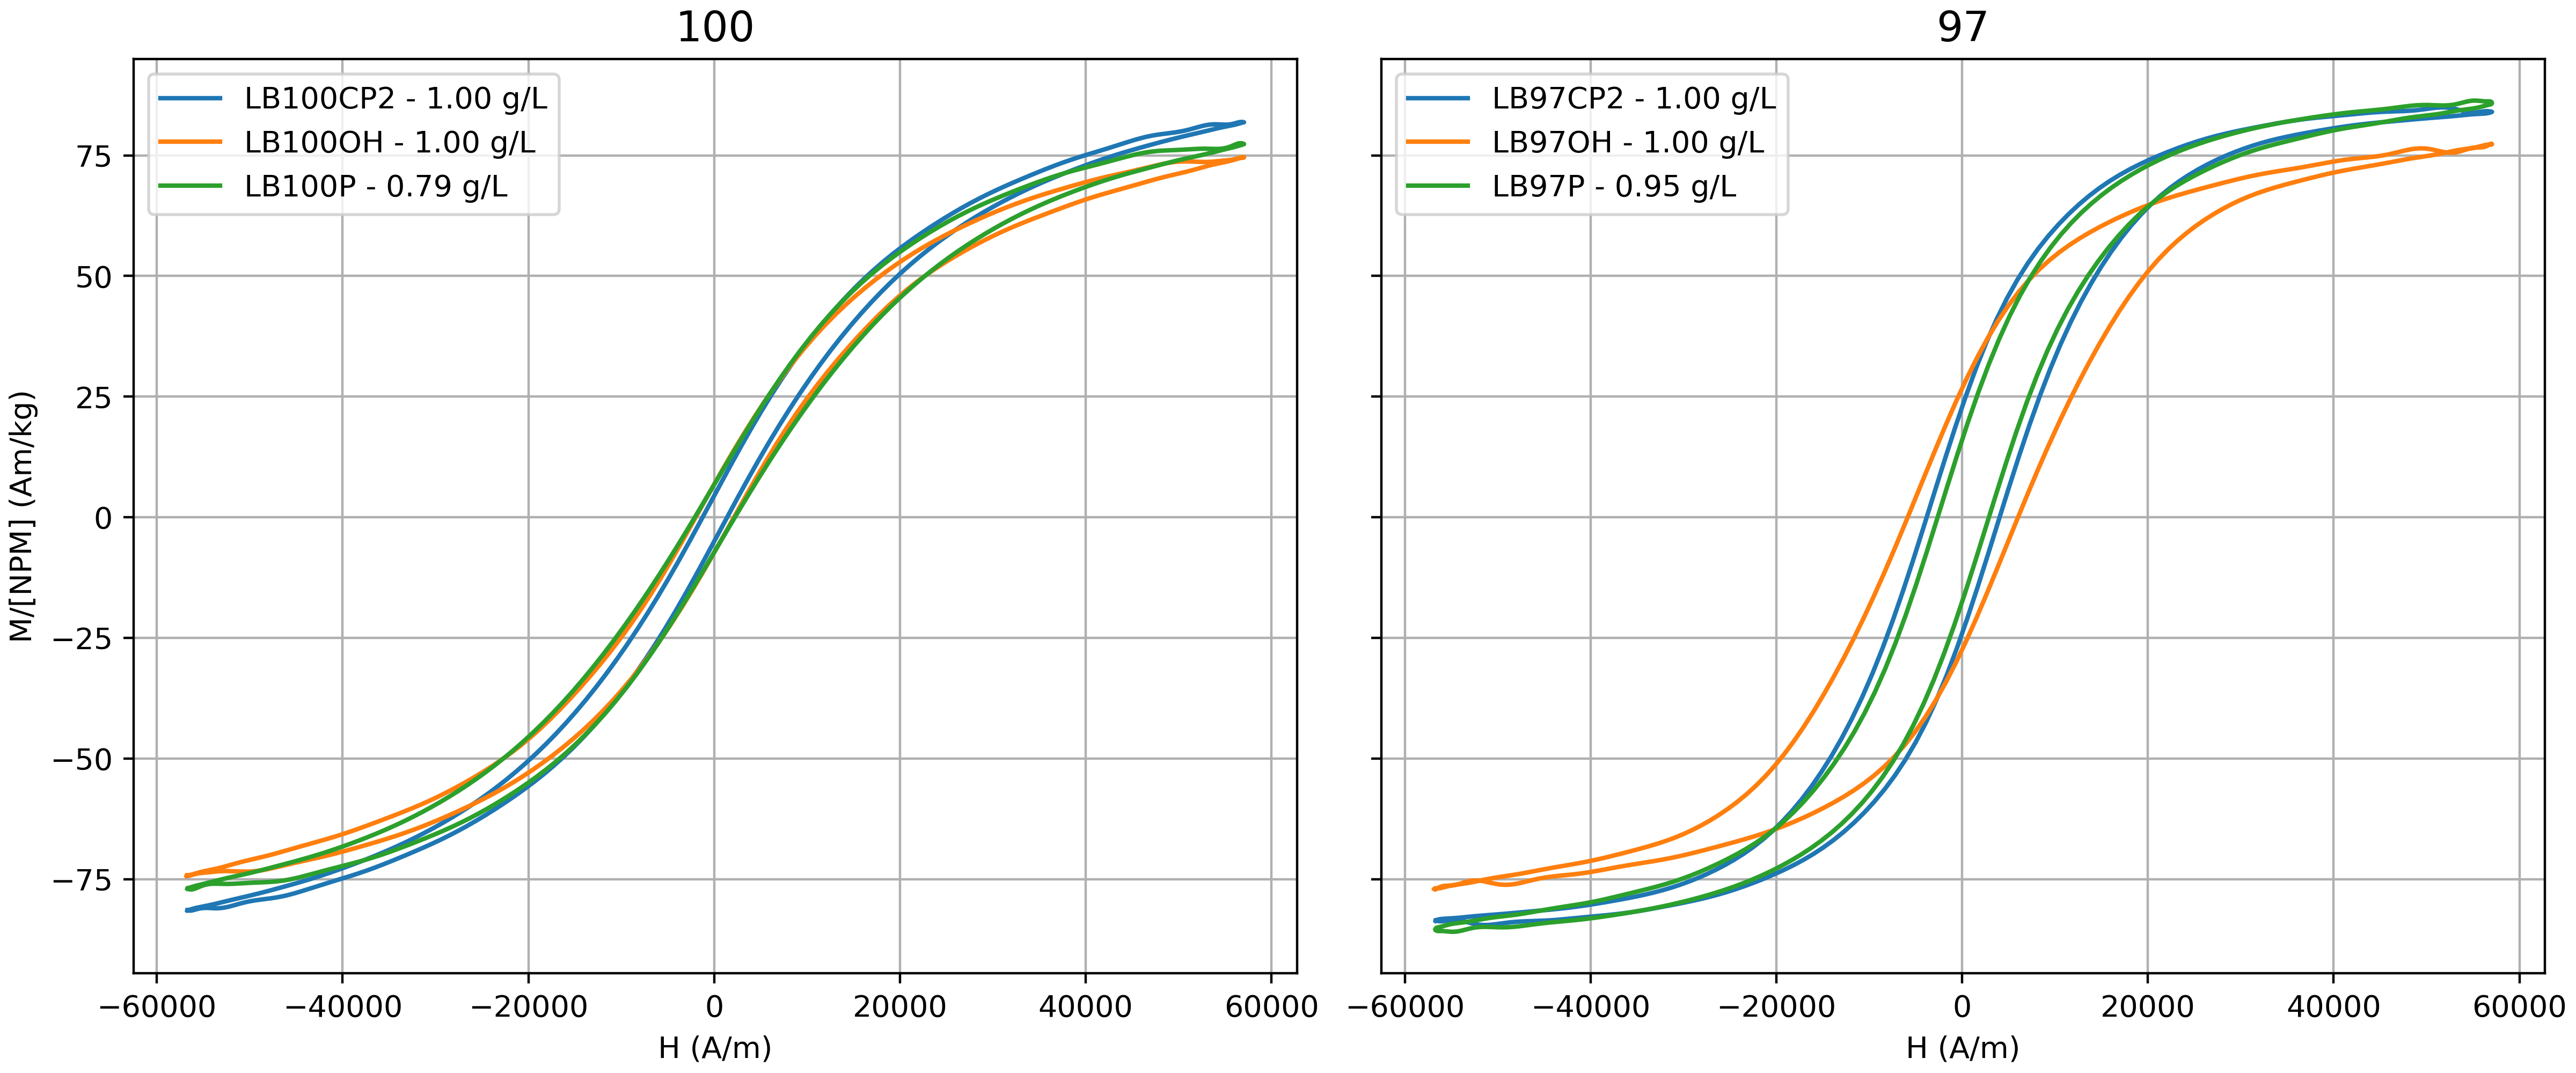 100
97
LB100CP2 - 1.00 g/L
LB100OH - 1.00 g/L
LB100P - 0.79 g/L
LB97CP2 - 1.00 g/L
LB97OH - 1.00 g/L
LB97P - 0.95 g/L
M/[NPM] (Am/kg)
75
50
25
0
−25
−50
−75
−60000 −40000 −20000 0 20000 40000 60000
−60000 −40000 −20000 0 20000 40000 60000
H (A/m)
H (A/m)